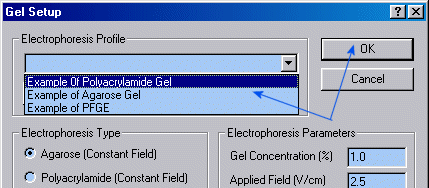 Gel Setup
Electrophoresis Profile
OK
Example 0f Polyacrylamide Gel
Cancel
Example of Agarose Gel
Example of PFGE
Electrophoresis Type
Electrophoresis Parameters
Agarose (Constant Field)
Gel Concentration (%)
1.0
Polyacrylamide (Constant Field)
Applied Field (V/cm)
2.5